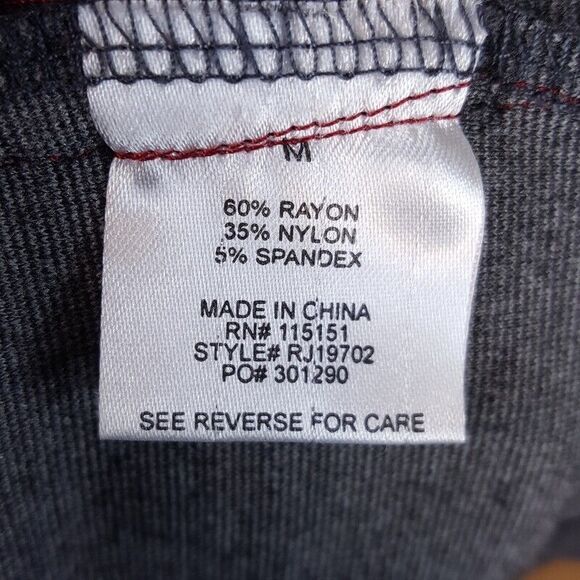 M
60% RAYON
35% NYLON
5% SPANDEX
MADE IN CHINA
RN# 115151
STYLE# RJ19702
PO# 301290
SEE REVERSE FOR CARE